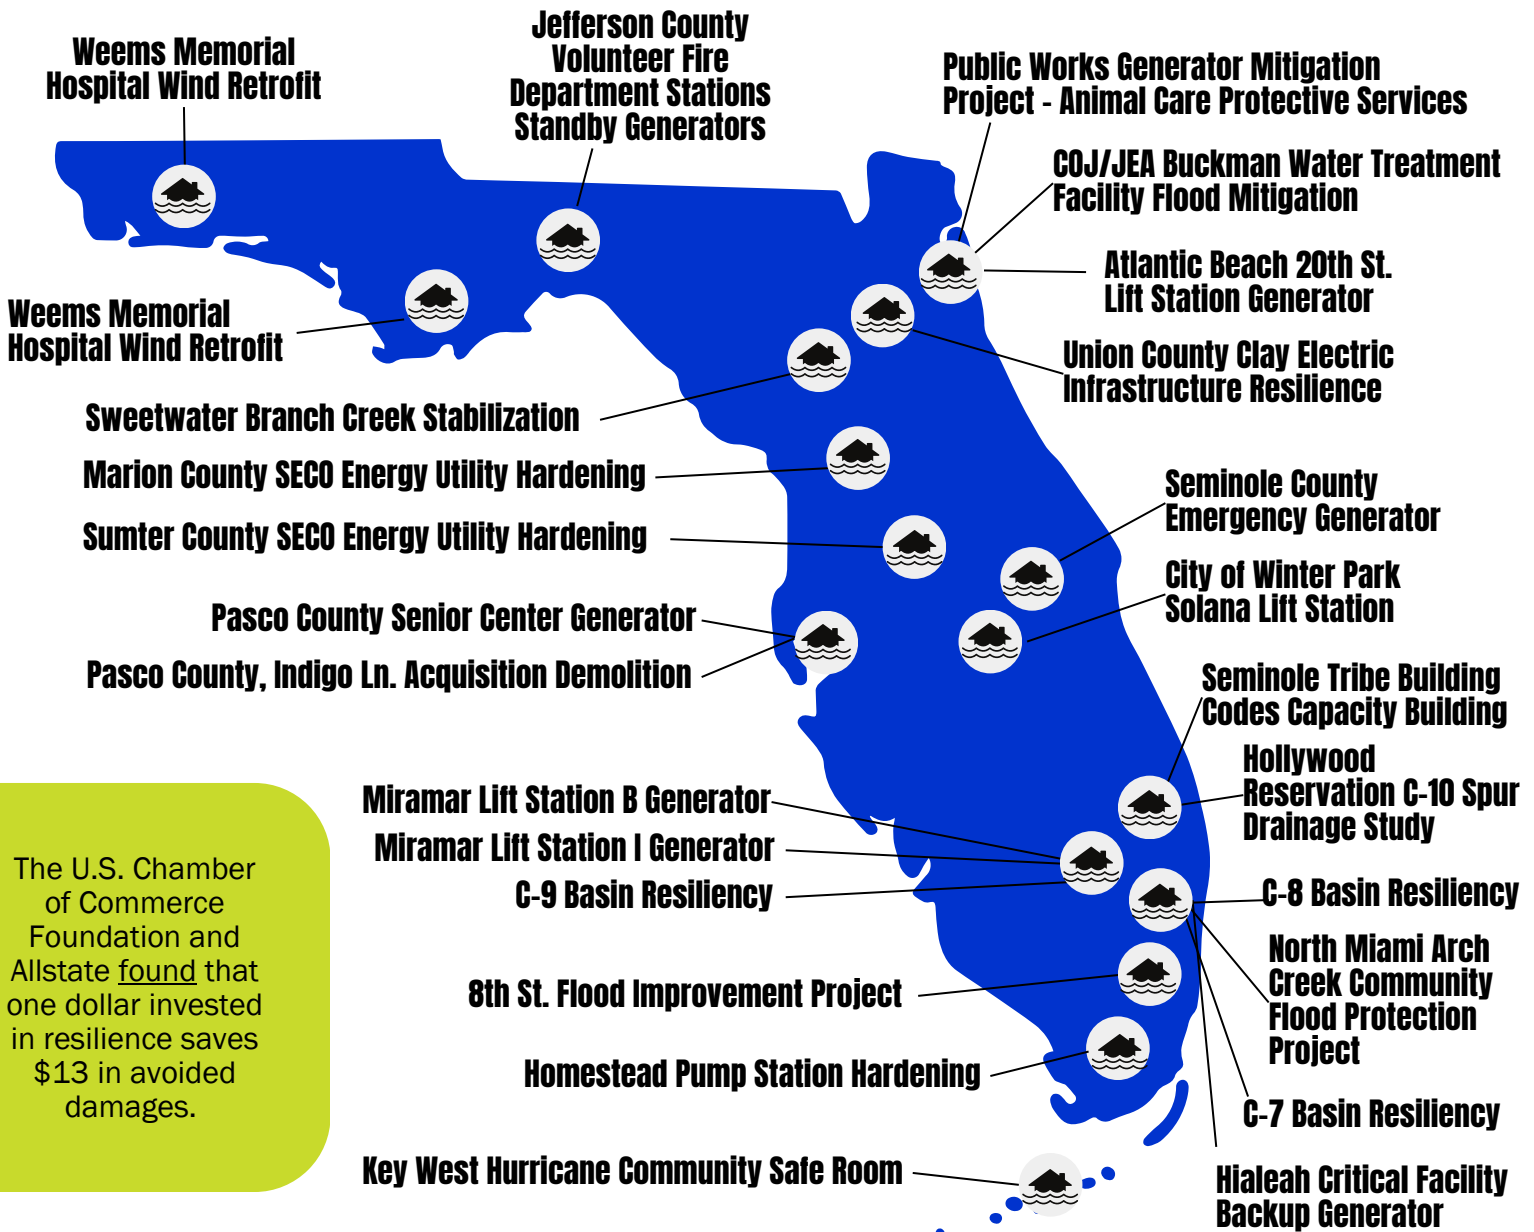 Weems Memorial
Hospital Wind Retrofit
Jefferson County
Volunteer Fire
Department Stations
Standby Generators
Public Works Generator Mitigation
Project - Animal Care Protective Services
COJ/JEA Buckman Water Treatment
Facility Flood Mitigation
Atlantic Beach 20th St.
Lift Station Generator
Weems Memorial
Hospital Wind Retrofit
Union County Clay Electric
Infrastructure Resilience
Sweetwater Branch Creek Stabilization
Marion County SECO Energy Utility Hardening
Seminole County
Emergency Generator
Sumter County SECO Energy Utility Hardening
City of Winter Park
Solana Lift Station
Pasco County Senior Center Generator
Pasco County, Indigo Ln. Acquisition Demolition
Seminole Tribe Building
Codes Capacity Building
Hollywood
Reservation C-10 Spur
Drainage Study
Miramar Lift Station B Generator
Miramar Lift Station I Generator
C-9 Basin Resiliency
C-8 Basin Resiliency
The U.S. Chamber
of Commerce
Foundation and
Allstate found that
one dollar invested
in resilience saves
$13 in avoided
damages.
North Miami Arch
Creek Community
Flood Protection
Project
8th St. Flood Improvement Project
Homestead Pump Station Hardening
C-7 Basin Resiliency
Key West Hurricane Community Safe Room
Hialeah Critical Facility
Backup Generator